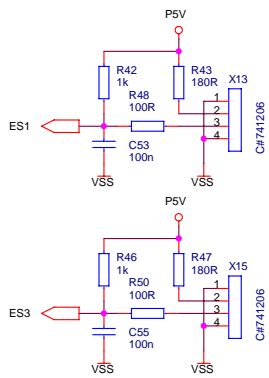 P5V
R42
1k
R43
180R
X13
R48
100R
1
2
3
4
ES1
C53
100n
C#741206
VSS
VSS
P5V
R46
1k
R47
180R
X15
R50
100R
1
2
3
4
ES3
C55
100n
C#741206
VSS
VSS